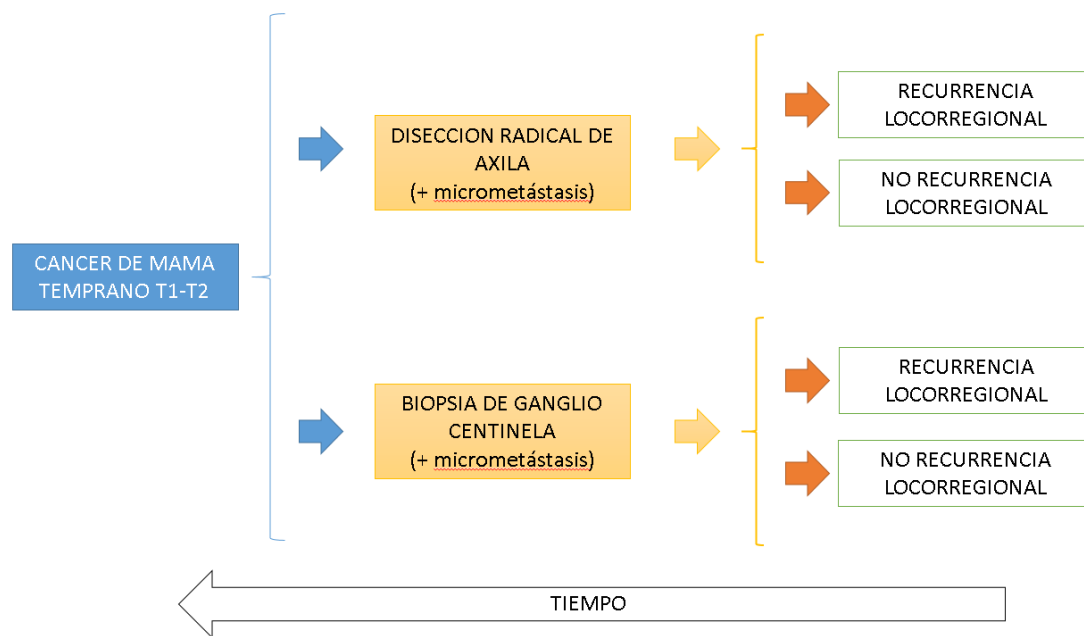 CANCER DE MAMA
TEMPRANO T1-T2
DISECCION RADICAL DE
AXILA
(+ micrometástasis)
RECURRENCIA
LOCORREGIONAL
NO RECURRENCIA
LOCORREGIONAL
BIOPSIA DE GANGLIO
CENTINELA
(+ micrometástasis)
RECURRENCIA
LOCORREGIONAL
NO RECURRENCIA
LOCORREGIONAL
TIEMPO